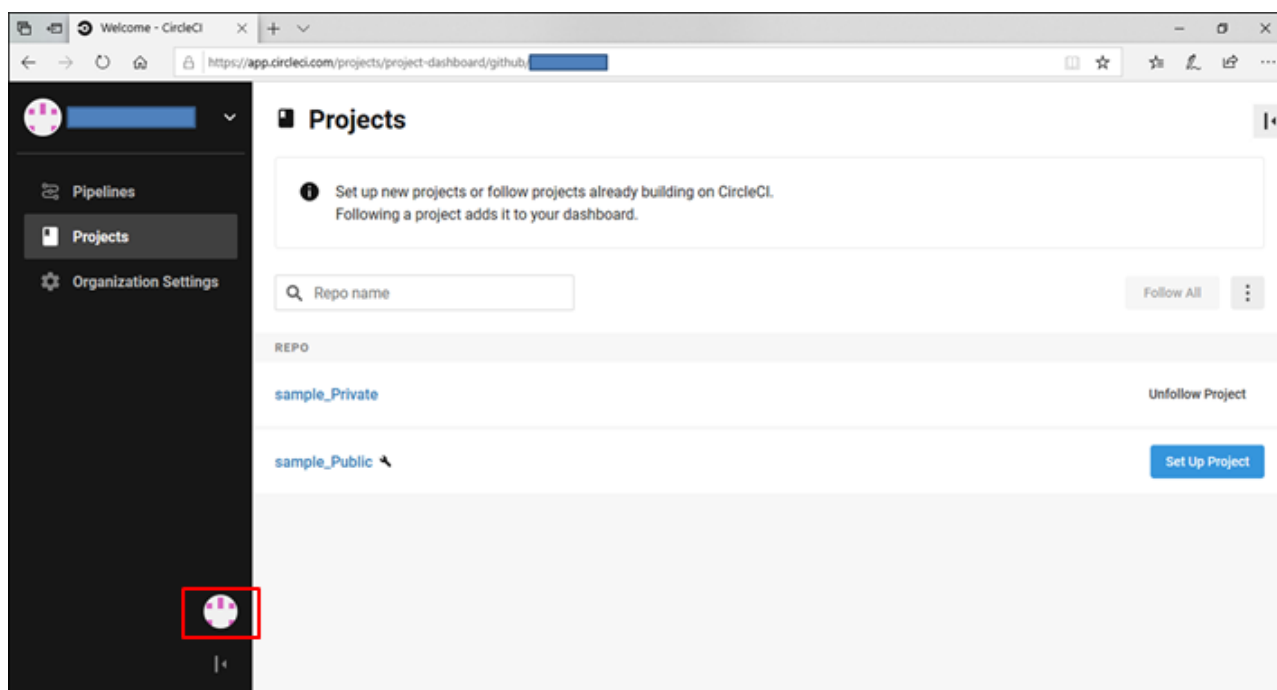 Welcome - CircleCI
https://app.circleci.com/projects/project-dashboard/github/
Projects
Set up new projects or follow projects already building on CircleCI.
Following a project adds it to your dashboard.
Pipelines
Projects
Organization Settings
Repo name
Follow All
REPO
sample_Private
Unfollow Project
sample_Public
Set Up Project